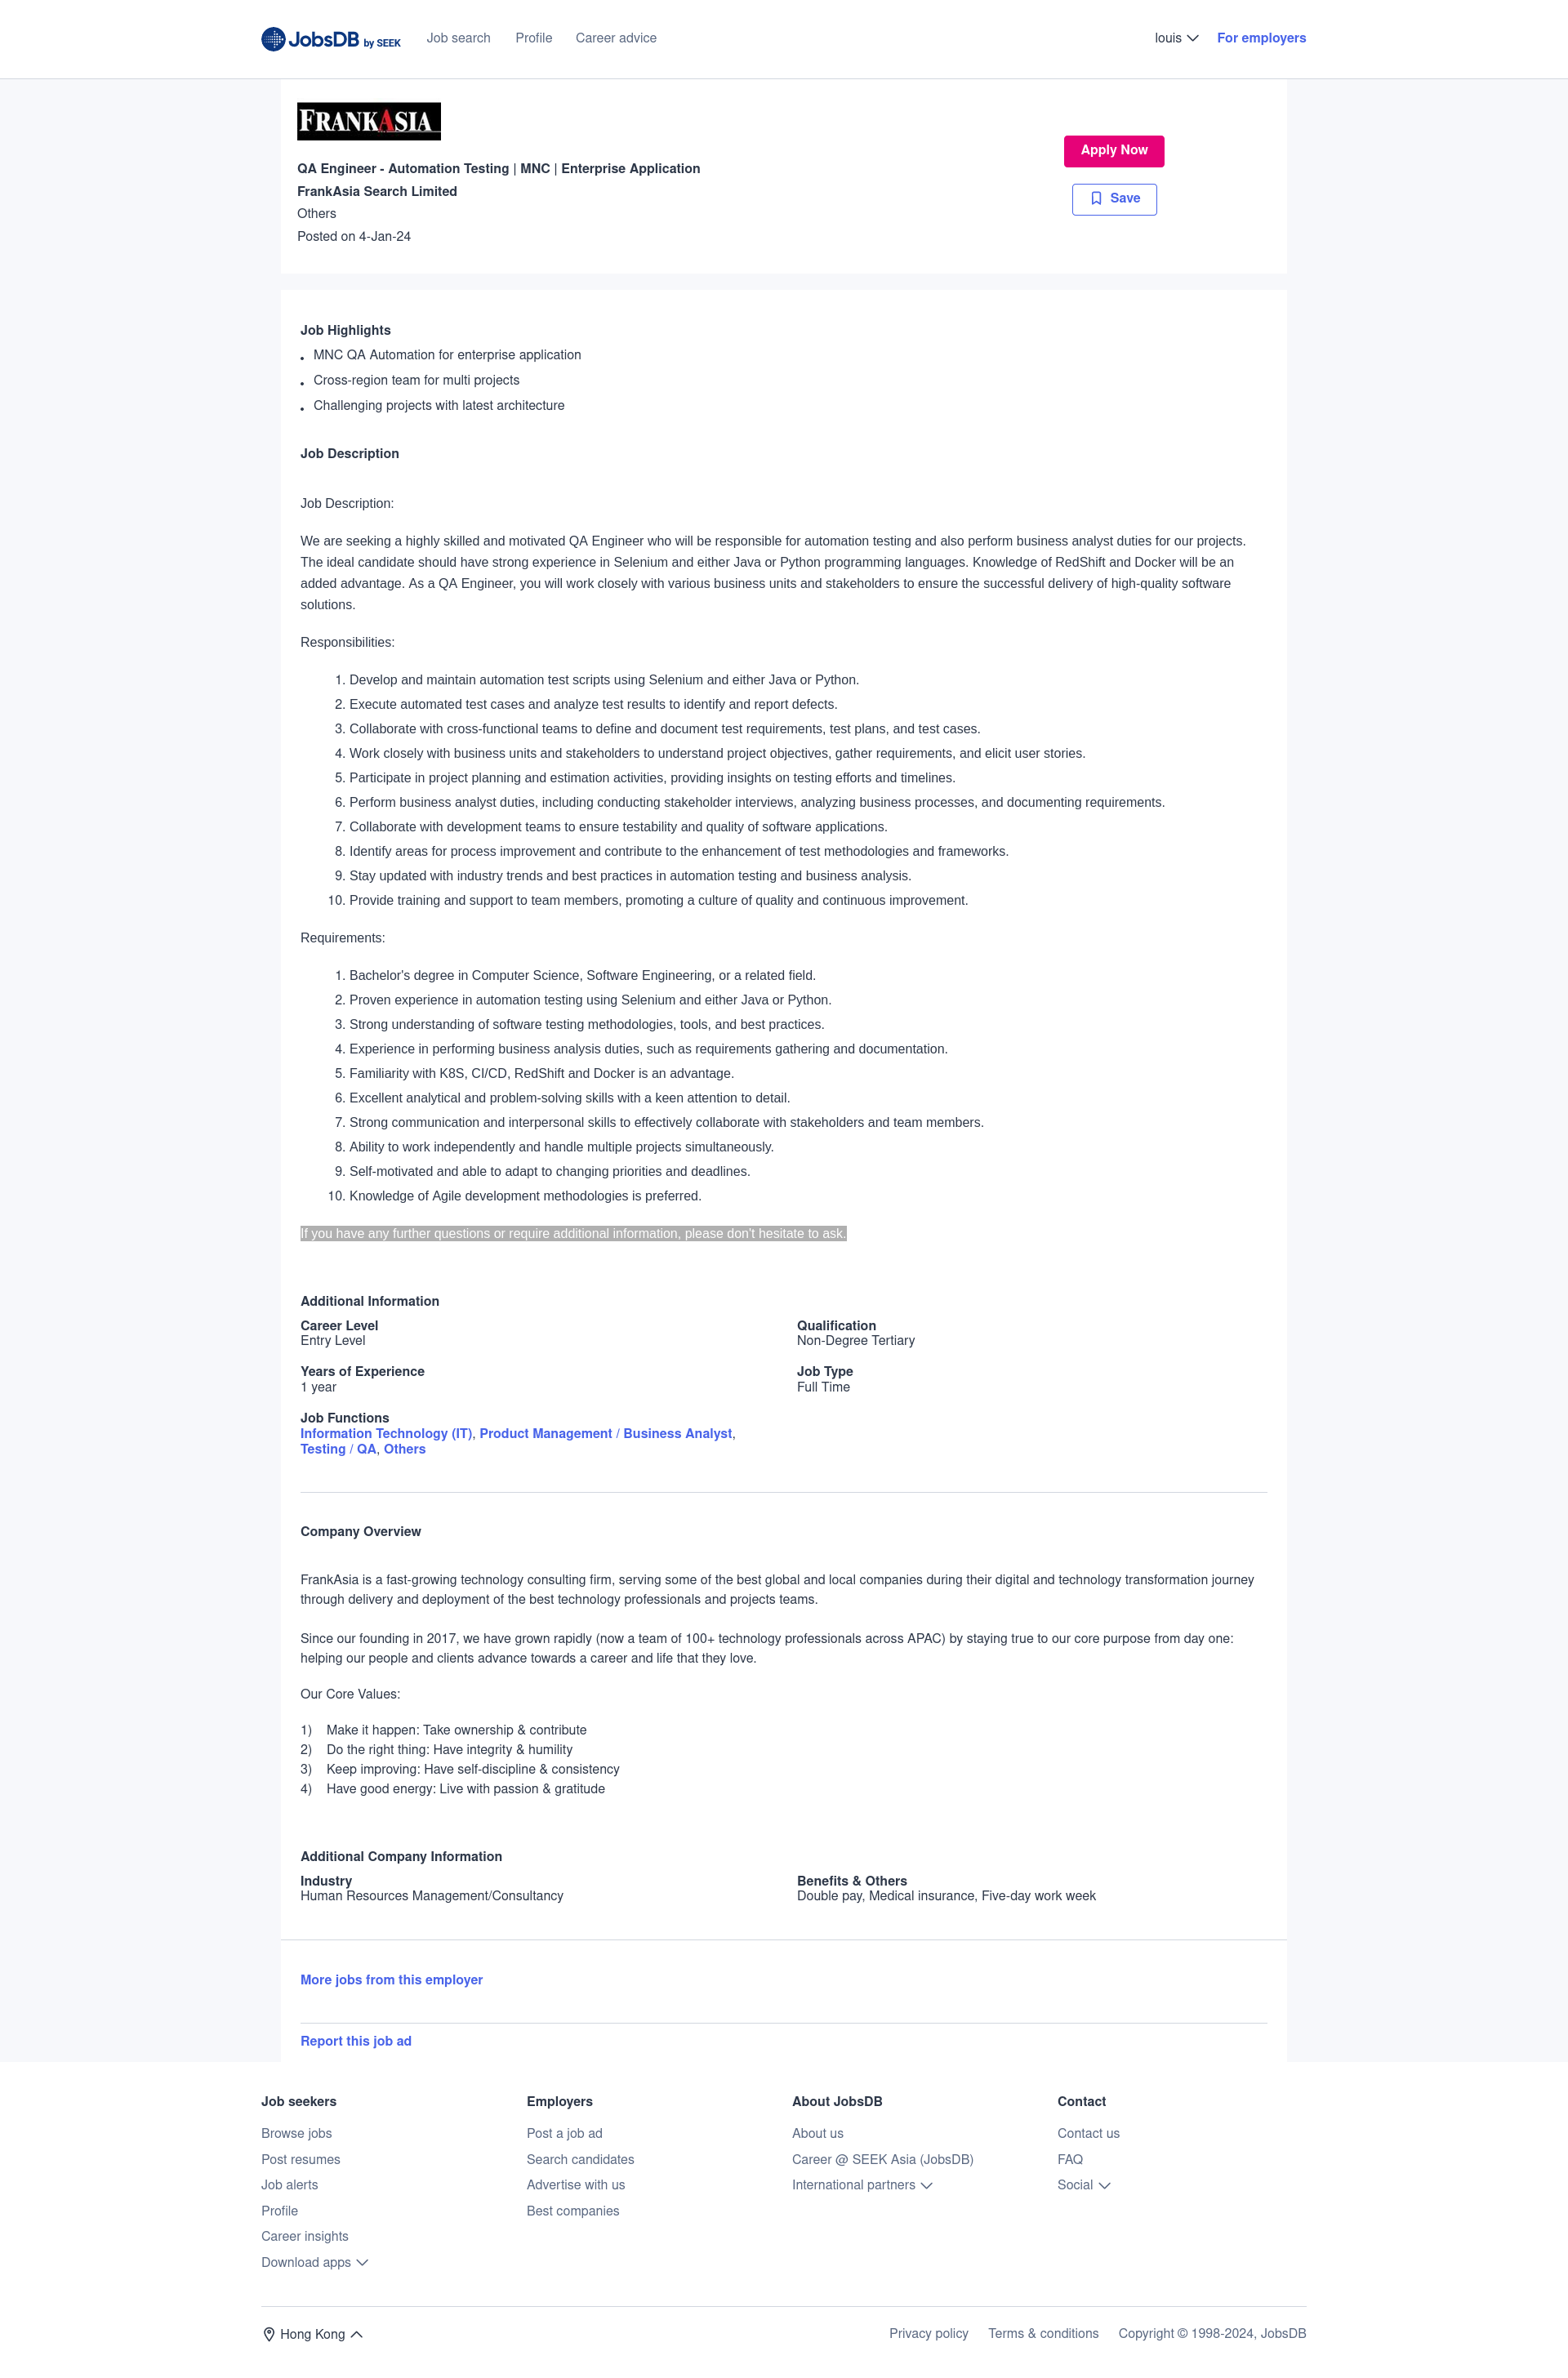 JobsDB by SEEK
Job search
Profile
Career advice
louis
For employers
FRANKASIA
Apply Now
QA Engineer - Automation Testing | MNC | Enterprise Application
FrankAsia Search Limited
Save
Others
Posted on 4-Jan-24
Job Highlights
MNC QA Automation for enterprise application
Cross-region team for multi projects
Challenging projects with latest architecture
Job Description
Job Description:
We are seeking a highly skilled and motivated QA Engineer who will be responsible for automation testing and also perform business analyst duties for our projects.
The ideal candidate should have strong experience in Selenium and either Java or Python programming languages. Knowledge of RedShift and Docker will be an
added advantage. As a QA Engineer, you will work closely with various business units and stakeholders to ensure the successful delivery of high-quality software
solutions.
Responsibilities:
1. Develop and maintain automation test scripts using Selenium and either Java or Python.
2. Execute automated test cases and analyze test results to identify and report defects.
3. Collaborate with cross-functional teams to define and document test requirements, test plans, and test cases.
4. Work closely with business units and stakeholders to understand project objectives, gather requirements, and elicit user stories.
5. Participate in project planning and estimation activities, providing insights on testing efforts and timelines.
6. Perform business analyst duties, including conducting stakeholder interviews, analyzing business processes, and documenting requirements.
7. Collaborate with development teams to ensure testability and quality of software applications.
8. Identify areas for process improvement and contribute to the enhancement of test methodologies and frameworks.
9. Stay updated with industry trends and best practices in automation testing and business analysis.
10. Provide training and support to team members, promoting a culture of quality and continuous improvement.
Requirements:
1. Bachelor's degree in Computer Science, Software Engineering, or a related field.
2. Proven experience in automation testing using Selenium and either Java or Python.
3. Strong understanding of software testing methodologies, tools, and best practices.
4. Experience in performing business analysis duties, such as requirements gathering and documentation.
5. Familiarity with K8S, CI/CD, RedShift and Docker is an advantage.
6. Excellent analytical and problem-solving skills with a keen attention to detail.
7. Strong communication and interpersonal skills to effectively collaborate with stakeholders and team members.
8. Ability to work independently and handle multiple projects simultaneously.
9. Self-motivated and able to adapt to changing priorities and deadlines.
10. Knowledge of Agile development methodologies is preferred.
If you have any further questions or require additional information, please don't hesitate to ask.
Additional Information
Career Level
Entry Level
Qualification
Non-Degree Tertiary
Years of Experience
1 year
Job Type
Full Time
Job Functions
Information Technology (IT), Product Management / Business Analyst,
Testing / QA, Others
Company Overview
FrankAsia is a fast-growing technology consulting firm, serving some of the best global and local companies during their digital and technology transformation journey
through delivery and deployment of the best technology professionals and projects teams.
Since our founding in 2017, we have grown rapidly (now a team of 100+ technology professionals across APAC) by staying true to our core purpose from day one:
helping our people and clients advance towards a career and life that they love.
Our Core Values:
1) Make it happen: Take ownership & contribute
2) Do the right thing: Have integrity & humility
3) Keep improving: Have self-discipline & consistency
4) Have good energy: Live with passion & gratitude
Additional Company Information
Industry
Human Resources Management/Consultancy
Benefits & Others
Double pay, Medical insurance, Five-day work week
More jobs from this employer
Report this job ad
Job seekers
Browse jobs
Post resumes
Job alerts
Profile
Career insights
Download apps
Employers
Post a job ad
Search candidates
Advertise with us
Best companies
About JobsDB
About us
Career @ SEEK Asia (JobsDB)
International partners
Contact
Contact us
FAQ
Social
Hong Kong
Privacy policy
Terms & conditions
Copyright © 1998-2024, JobsDB